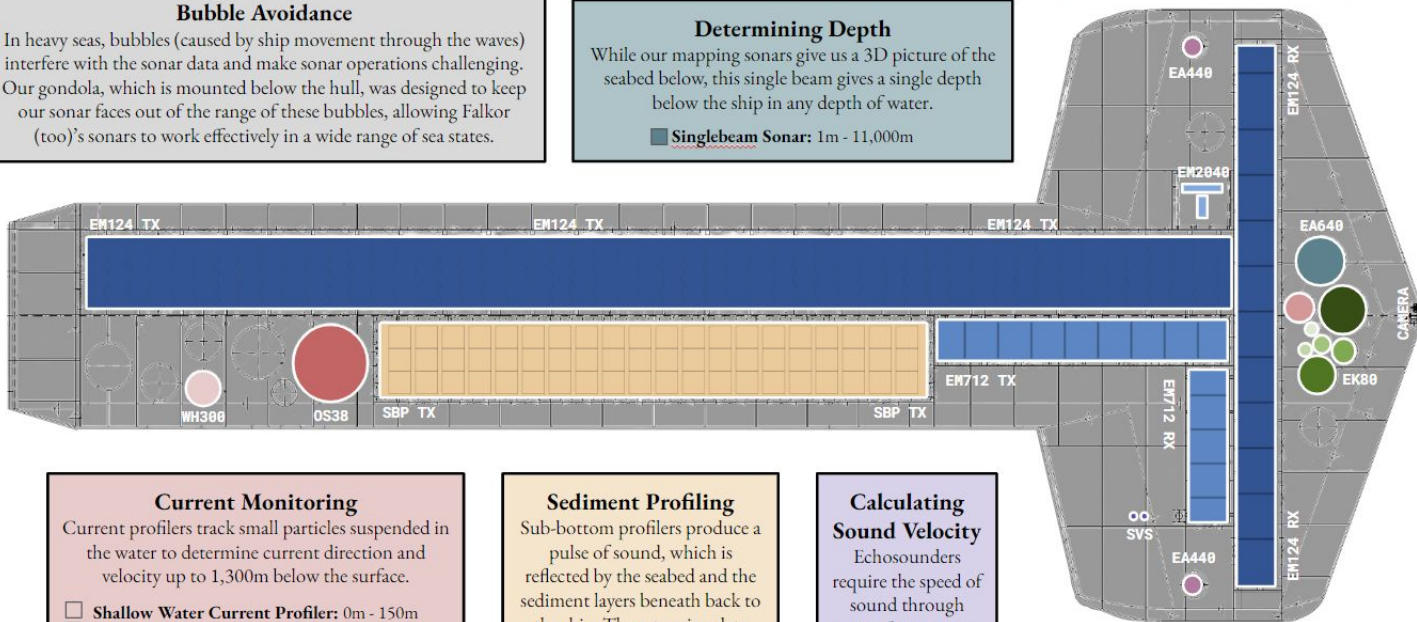 Bubble Avoidance
In heavy seas, bubbles (caused by ship movement through the waves)
interfere with the sonar data and make sonar operations challenging.
Our gondola, which is mounted below the hull, was designed to keep
our sonar faces out of the range of these bubbles, allowing Falkor
(too)'s sonars to work effectively in a wide range of sea states.
Determining Depth
While our mapping sonars give us a 3D picture of the
seabed below, this single beam gives a single depth
below the ship in any depth of water.
Singlebeam Sonar: 1m - 11,000m
EA440
EM124 RX
EM2040
EA640
CAMERA
EK80
EM124 TX
EM124 TX
EM124 TX
WH300
OS38
SBP TX
SBP TX
EM712 TX
EM712 RX
SVS
EA440
EM124 RX
Current Monitoring
Current profilers track small particles suspended in
the water to determine current direction and
velocity up to 1,300m below the surface.
Shallow Water Current Profiler: 0m - 150m
Sediment Profiling
Sub-bottom profilers produce a
pulse of sound, which is
reflected by the seabed and the
sediment layers beneath back to
Calculating
Sound Velocity
Echosounders
require the speed of
sound through